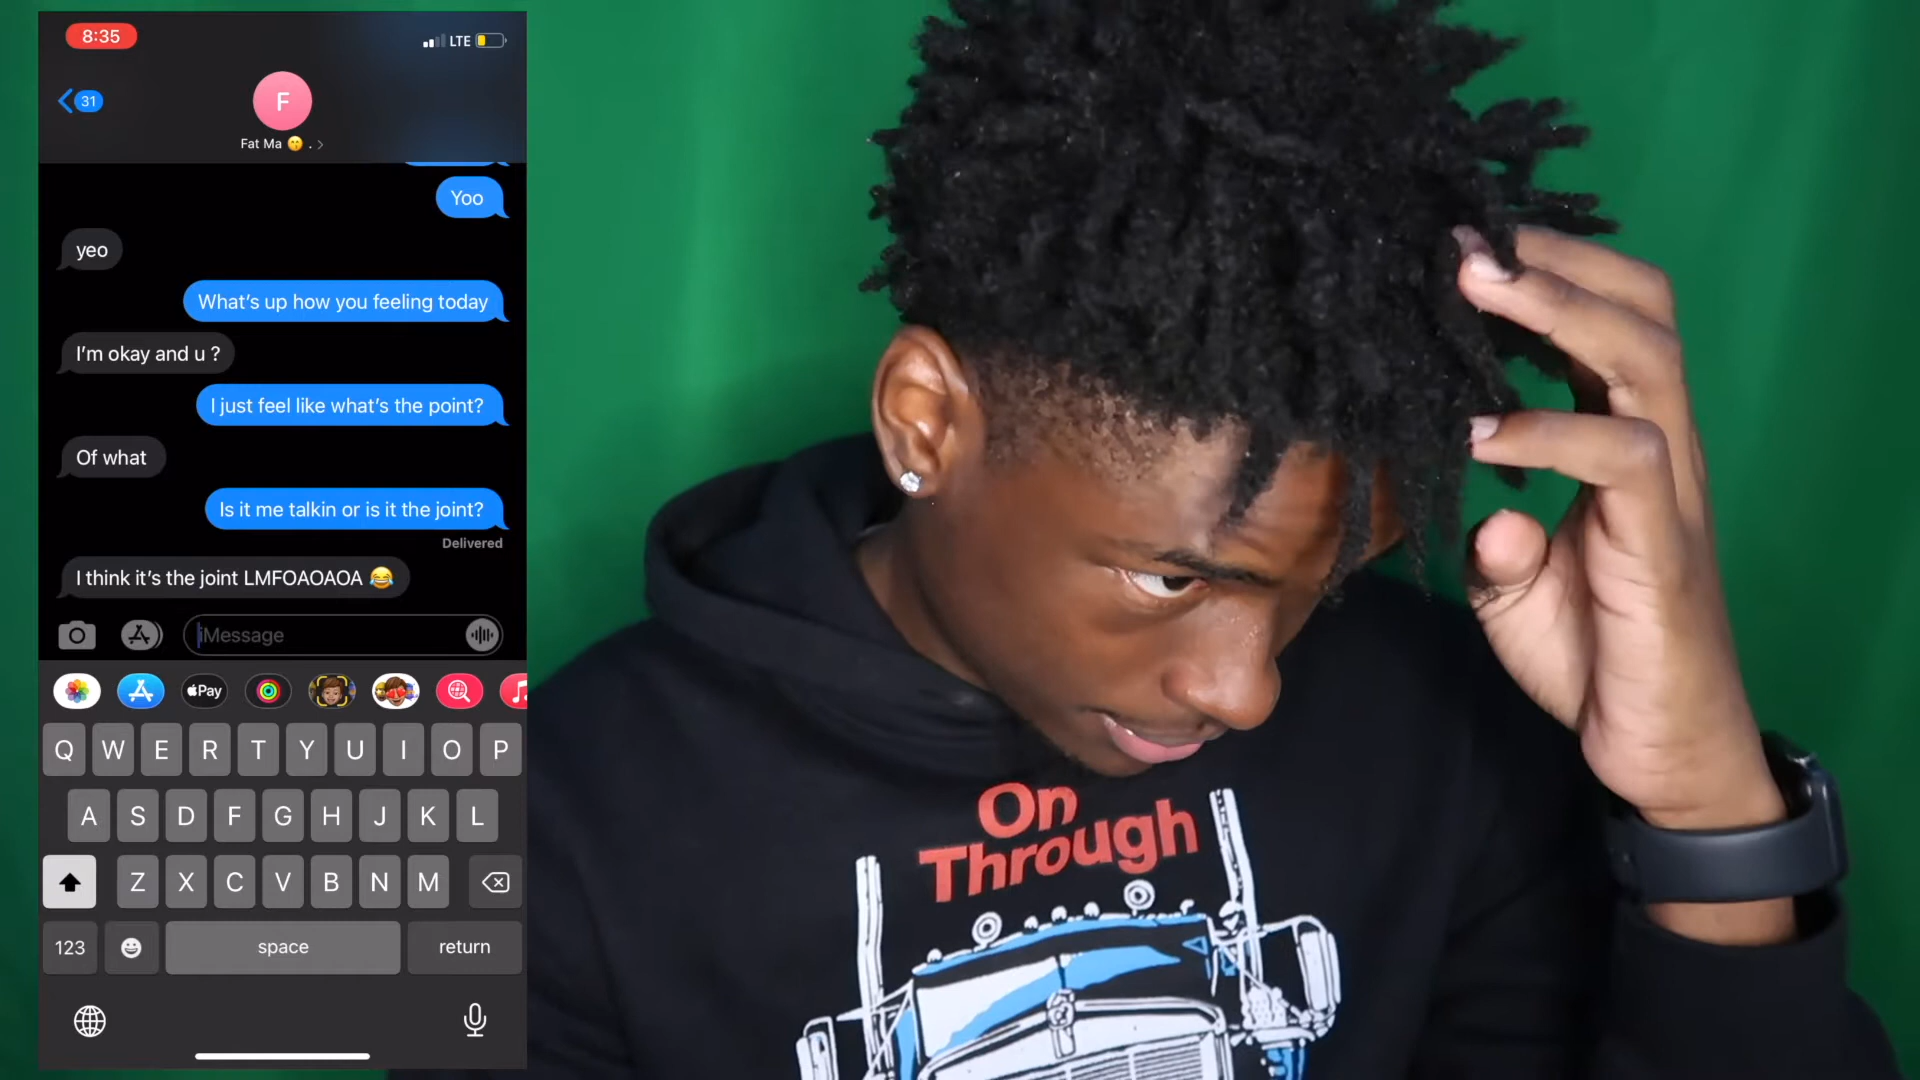 8:35
LTE
31
F
Fat Ma 😙 . >
Yoo
yeo
What's up how you feeling today
I'm okay and u ?
I just feel like what's the point?
Of what
Is it me talkin or is it the joint?
Delivered
I think it's the joint LMFOAOAOA 😂
iMessage
Pay
Q W E R T Y U I O P
A S D F G H J K L
Z X C V B N M
123 space return
On
Through